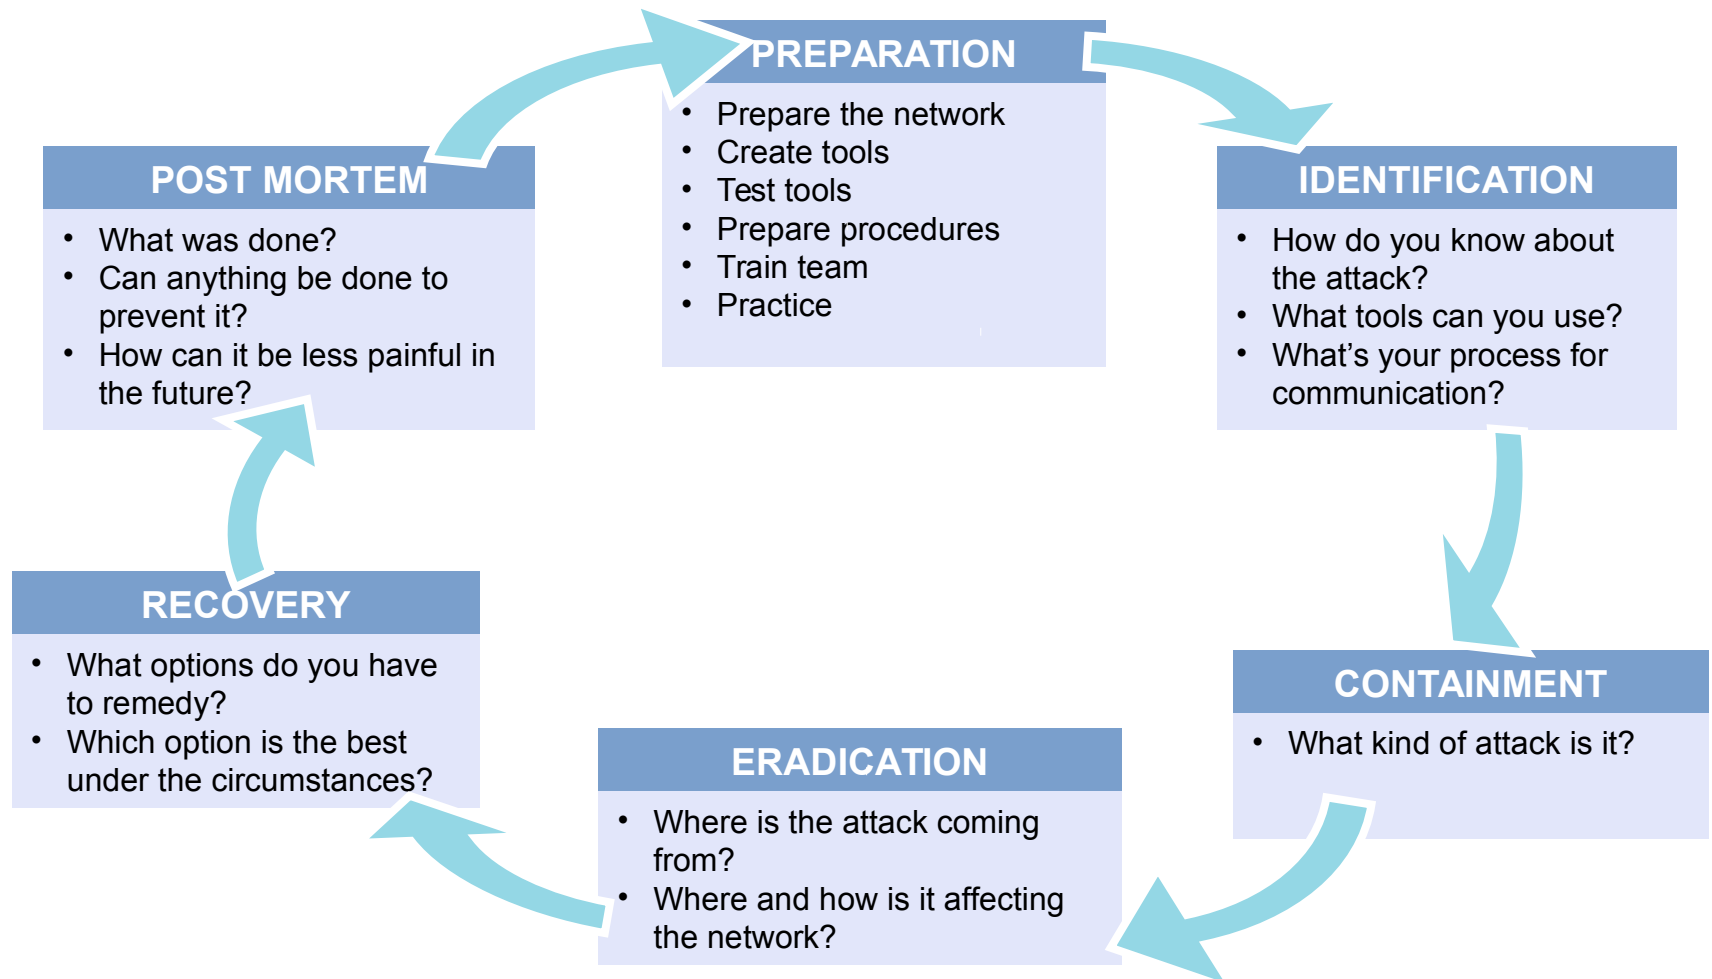 PREPARATION
• Prepare the network
• Create tools
• Test tools
• Prepare procedures
• Train team
• Practice
IDENTIFICATION
• How do you know about
the attack?
• What tools can you use?
• What's your process for
communication?
CONTAINMENT
• What kind of attack is it?
ERADICATION
• Where is the attack coming
from?
• Where and how is it affecting
the network?
RECOVERY
• What options do you have
to remedy?
• Which option is the best
under the circumstances?
POST MORTEM
• What was done?
• Can anything be done to
prevent it?
• How can it be less painful in
the future?